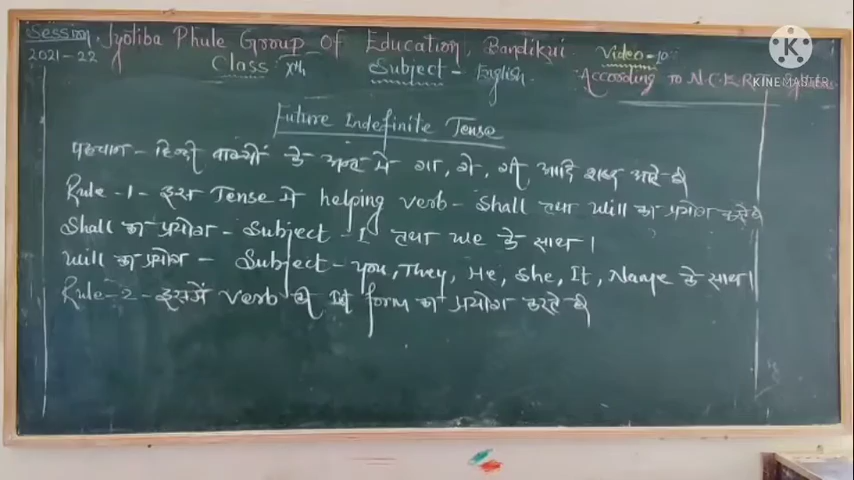 Session Jyotiba Phule Group Of Education, Bandikui Video-10
2021-22 Class Xth Subject - English. According To N.C.E.R.T
KINEMASTER
Future Indefinite Tense
पहचान - हिन्दी वाक्यों के अन्त में गा, गे, गी, आदि शब्द आते है
Rule-1- इस Tense में helping verb - Shall तथा Will का प्रयोग करते है
Shall का प्रयोग - Subject - I तथा We के साथ।
Will का प्रयोग - Subject - you, They, He, She, It, Name के साथ।
Rule-2- इसमें Verb की Ist form का प्रयोग करते है